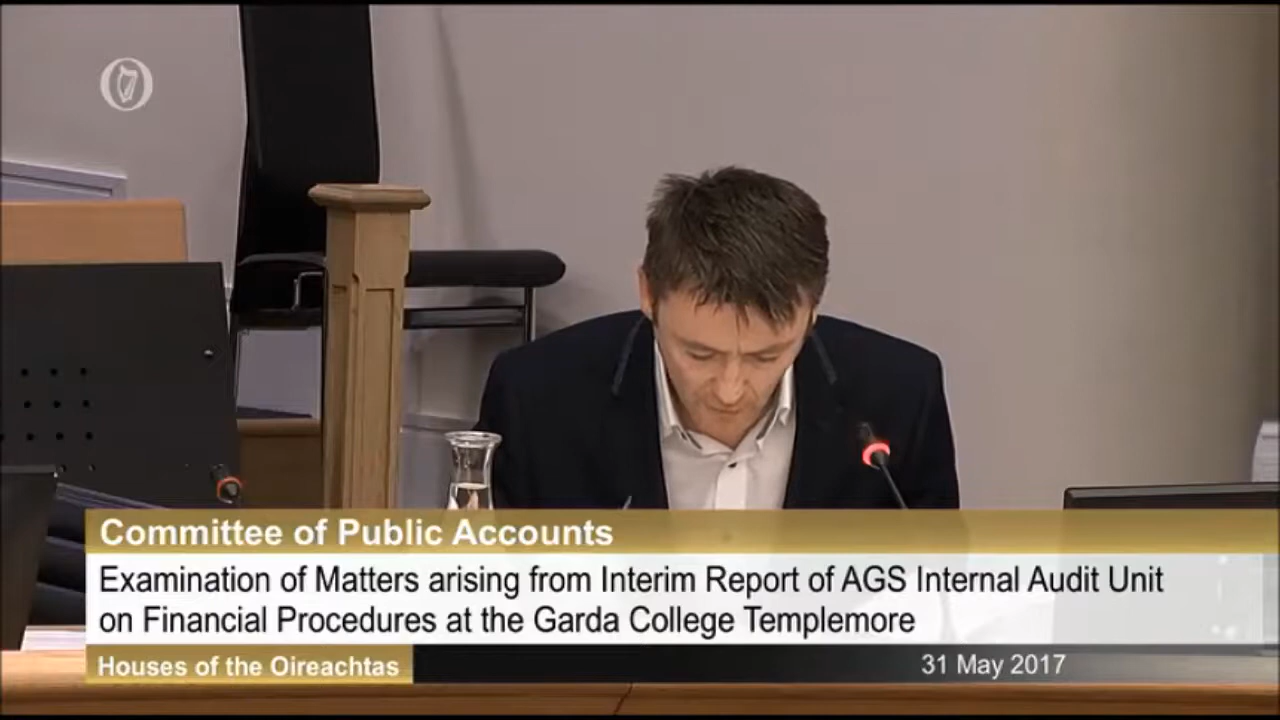 Committee of Public Accounts
Examination of Matters arising from Interim Report of AGS Internal Audit Unit
on Financial Procedures at the Garda College Templemore
Houses of the Oireachtas
31 May 2017